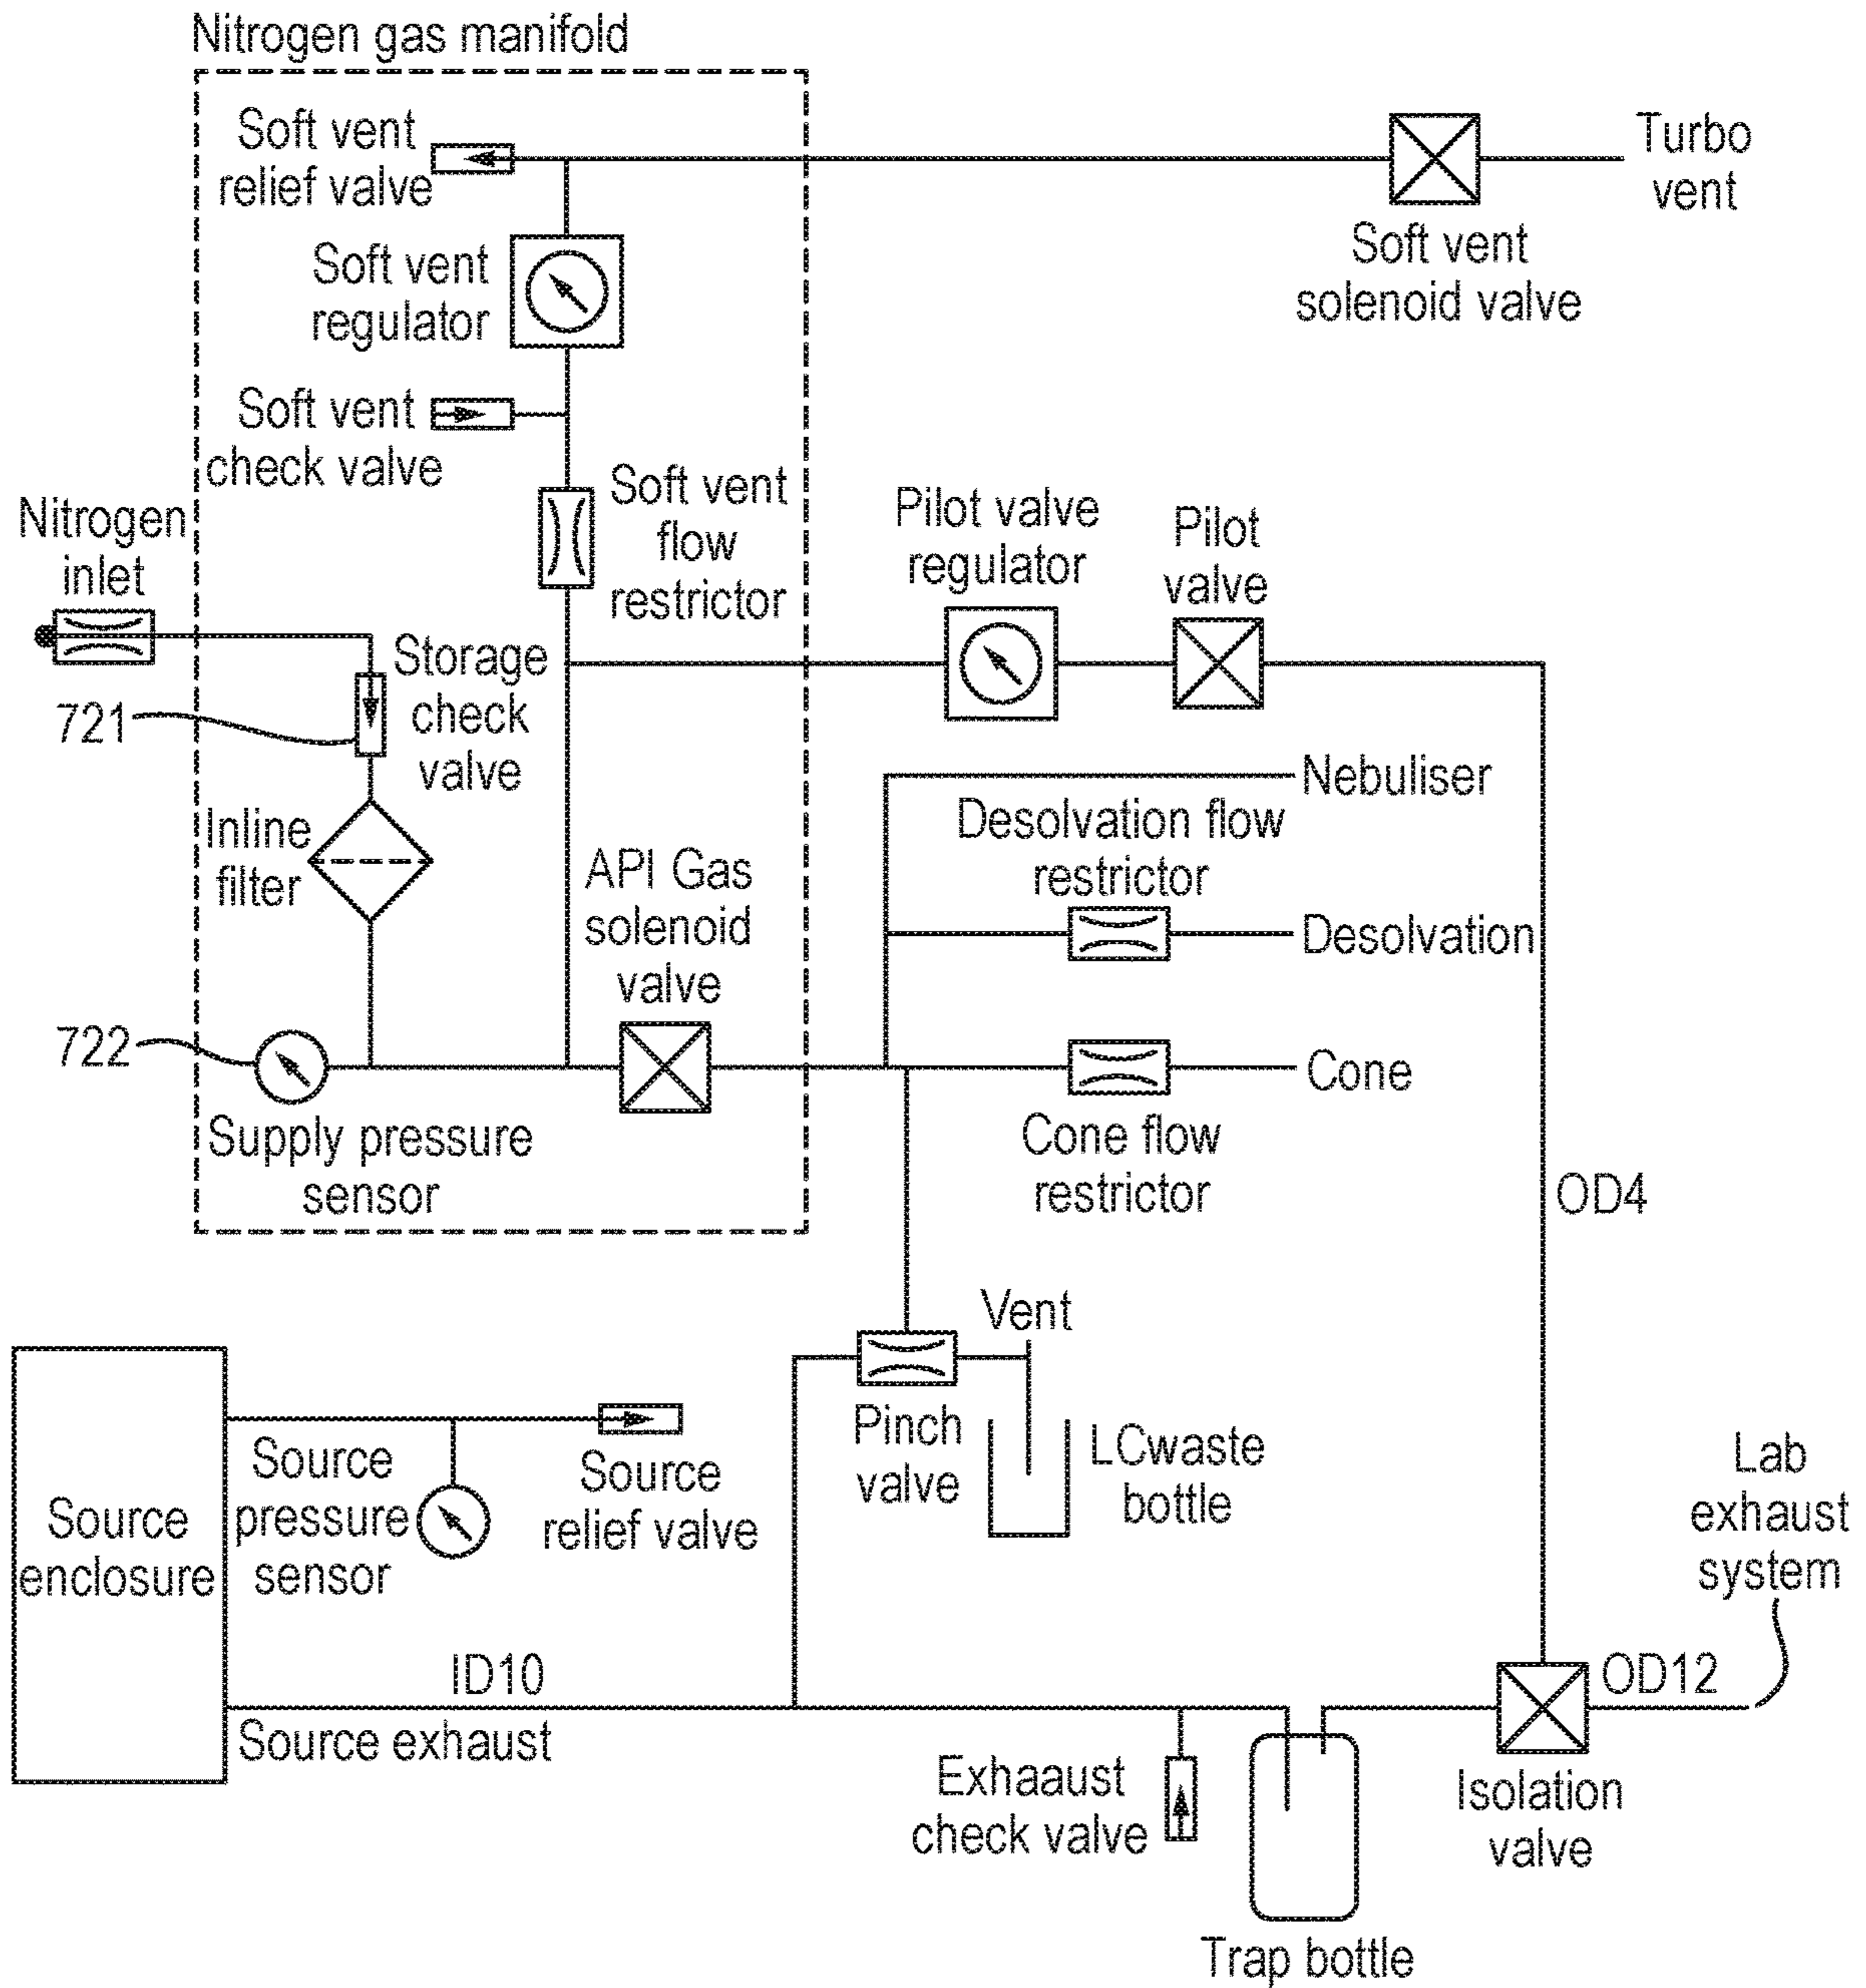 Nitrogen gas manifold
Soft vent
relief valve
Turbo
vent
Soft vent
solenoid valve
Soft vent
regulator
Soft vent
check valve
Soft vent
flow
restrictor
Nitrogen
inlet
Pilot valve
regulator
Pilot
valve
Storage
check
valve
721
Nebuliser
Inline
filter
Desolvation flow
restrictor
Desolvation
API Gas
solenoid
valve
722
Cone
Supply pressure
sensor
Cone flow
restrictor
OD4
Vent
Pinch
valve
LCwaste
bottle
Source
enclosure
Source
pressure
sensor
Source
relief valve
Lab
exhaust
system
ID10
Source exhaust
OD12
Exhaaust
check valve
Isolation
valve
Trap bottle